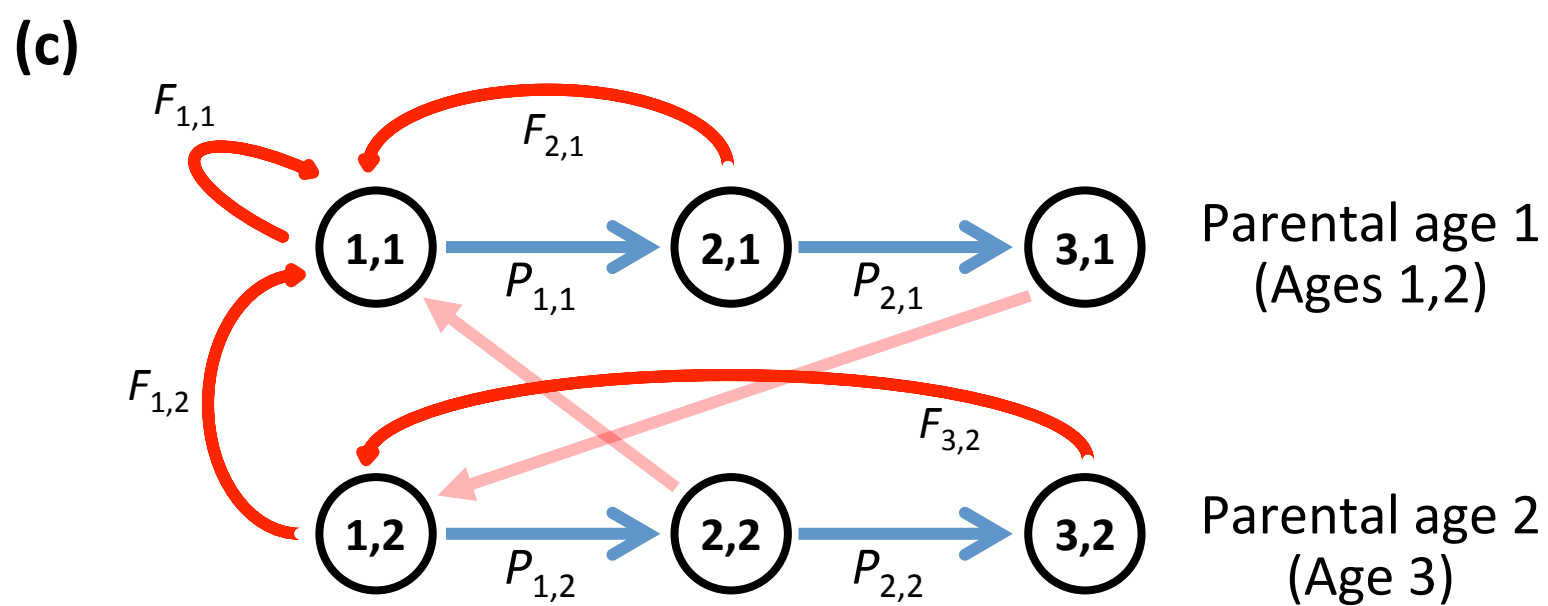 (c)
F1,1
F2,1
1,1
2,1
3,1
Parental age 1
(Ages 1,2)
P1,1
P2,1
F1,2
F3,2
1,2
2,2
3,2
Parental age 2
(Age 3)
P1,2
P2,2